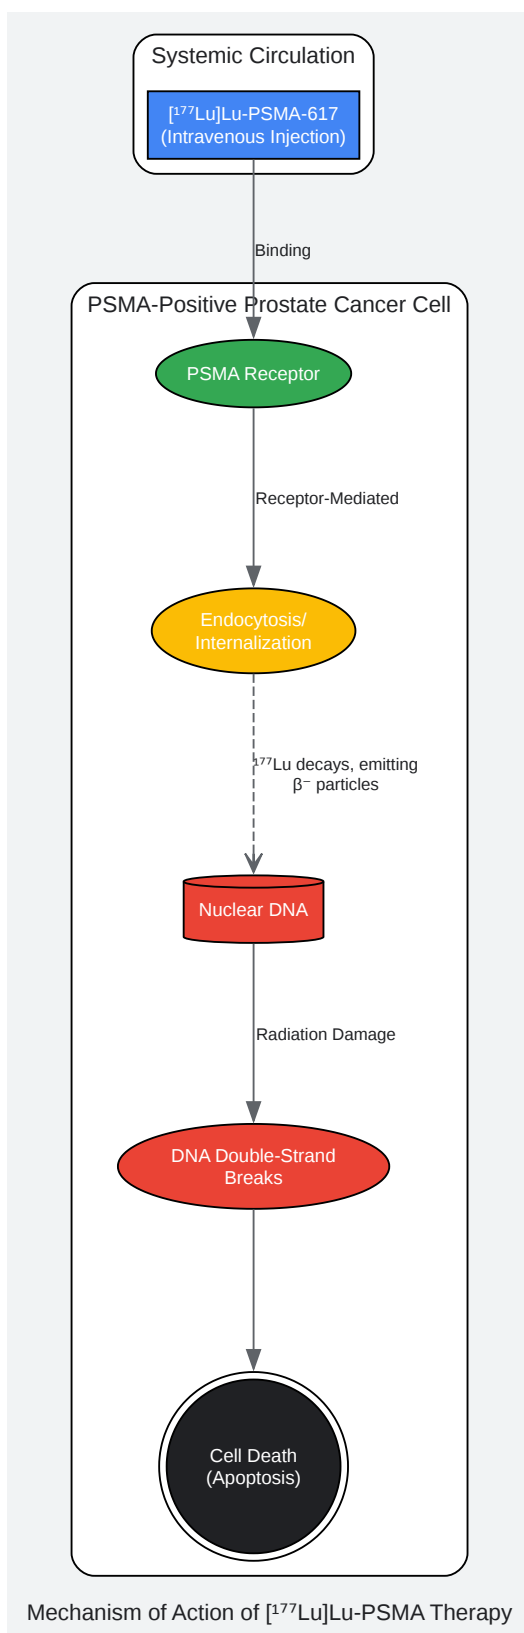 Systemic Circulation
[¹⁷⁷Lu]Lu-PSMA-617
(Intravenous Injection)
Binding
PSMA-Positive Prostate Cancer Cell
PSMA Receptor
Receptor-Mediated
Endocytosis/
Internalization
¹⁷⁷Lu decays, emitting
β⁻ particles
Nuclear DNA
Radiation Damage
DNA Double-Strand
Breaks
Cell Death
(Apoptosis)
Mechanism of Action of [¹⁷⁷Lu]Lu-PSMA Therapy